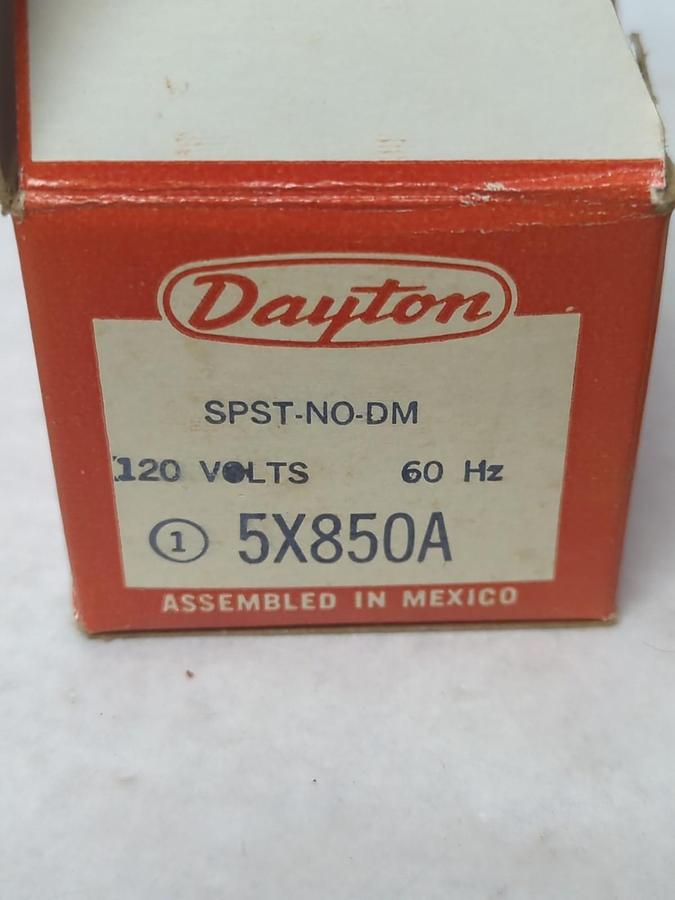 Dayton
SPST-NO-DM
120 VOLTS 60 Hz
1 5X850A
ASSEMBLED IN MEXICO